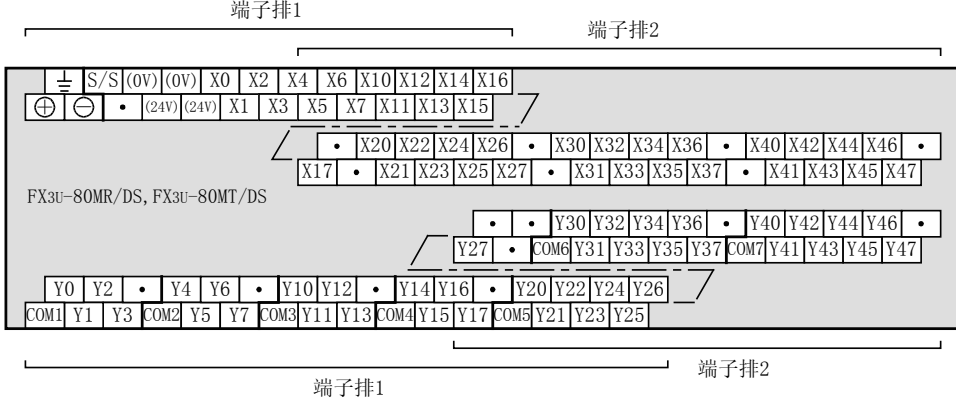 端子排1
端子排2
S/S (0V) (0V) X0 X2 X4 X6 X10 X12 X14 X16
⊕ ⊖ • (24V) (24V) X1 X3 X5 X7 X11 X13 X15
• X20 X22 X24 X26 • X30 X32 X34 X36 • X40 X42 X44 X46 •
X17 • X21 X23 X25 X27 • X31 X33 X35 X37 • X41 X43 X45 X47
FX3U-80MR/DS, FX3U-80MT/DS
• • Y30 Y32 Y34 Y36 • Y40 Y42 Y44 Y46 •
Y27 • COM6 Y31 Y33 Y35 Y37 COM7 Y41 Y43 Y45 Y47
Y0 Y2 • Y4 Y6 • Y10 Y12 • Y14 Y16 • Y20 Y22 Y24 Y26
COM1 Y1 Y3 COM2 Y5 Y7 COM3 Y11 Y13 COM4 Y15 Y17 COM5 Y21 Y23 Y25
端子排2
端子排1